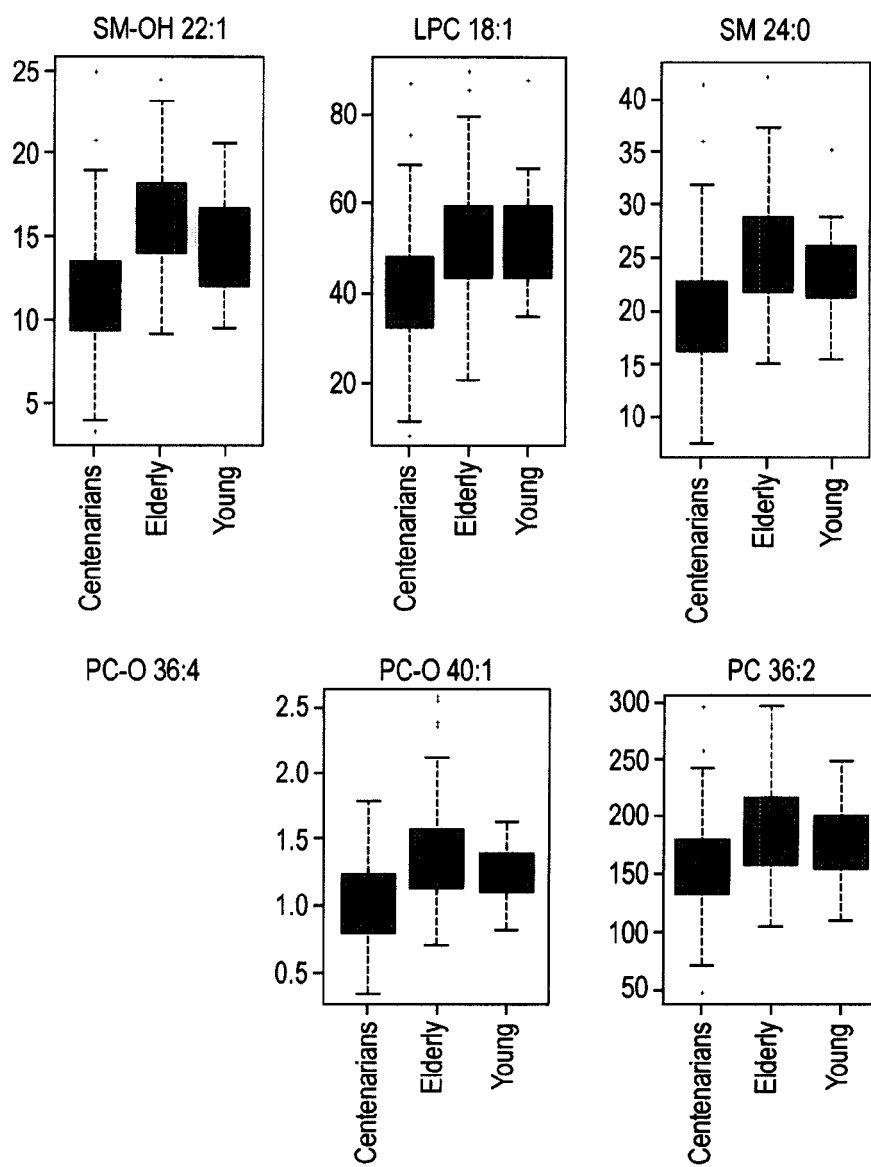 SM-OH 22:1
25
20
15
10
5
Centenarians
Elderly
Young
LPC 18:1
80
60
40
20
Centenarians
Elderly
Young
SM 24:0
40
35
30
25
20
15
10
Centenarians
Elderly
Young
PC-O 36:4
PC-O 40:1
2.5
2.0
1.5
1.0
0.5
Centenarians
Elderly
Young
PC 36:2
300
250
200
150
100
50
Centenarians
Elderly
Young